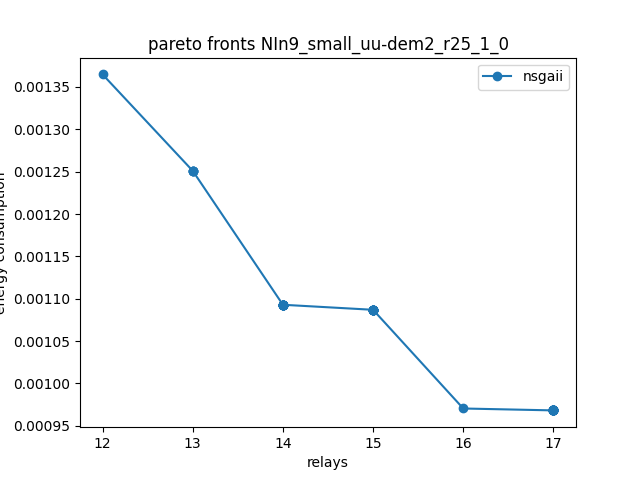 pareto fronts NIn9_small_uu-dem2_r25_1_0
nsgaii
0.00135
0.00130
0.00125
0.00120
0.00115
0.00110
0.00105
0.00100
0.00095
energy consumption
12 13 14 15 16 17
relays